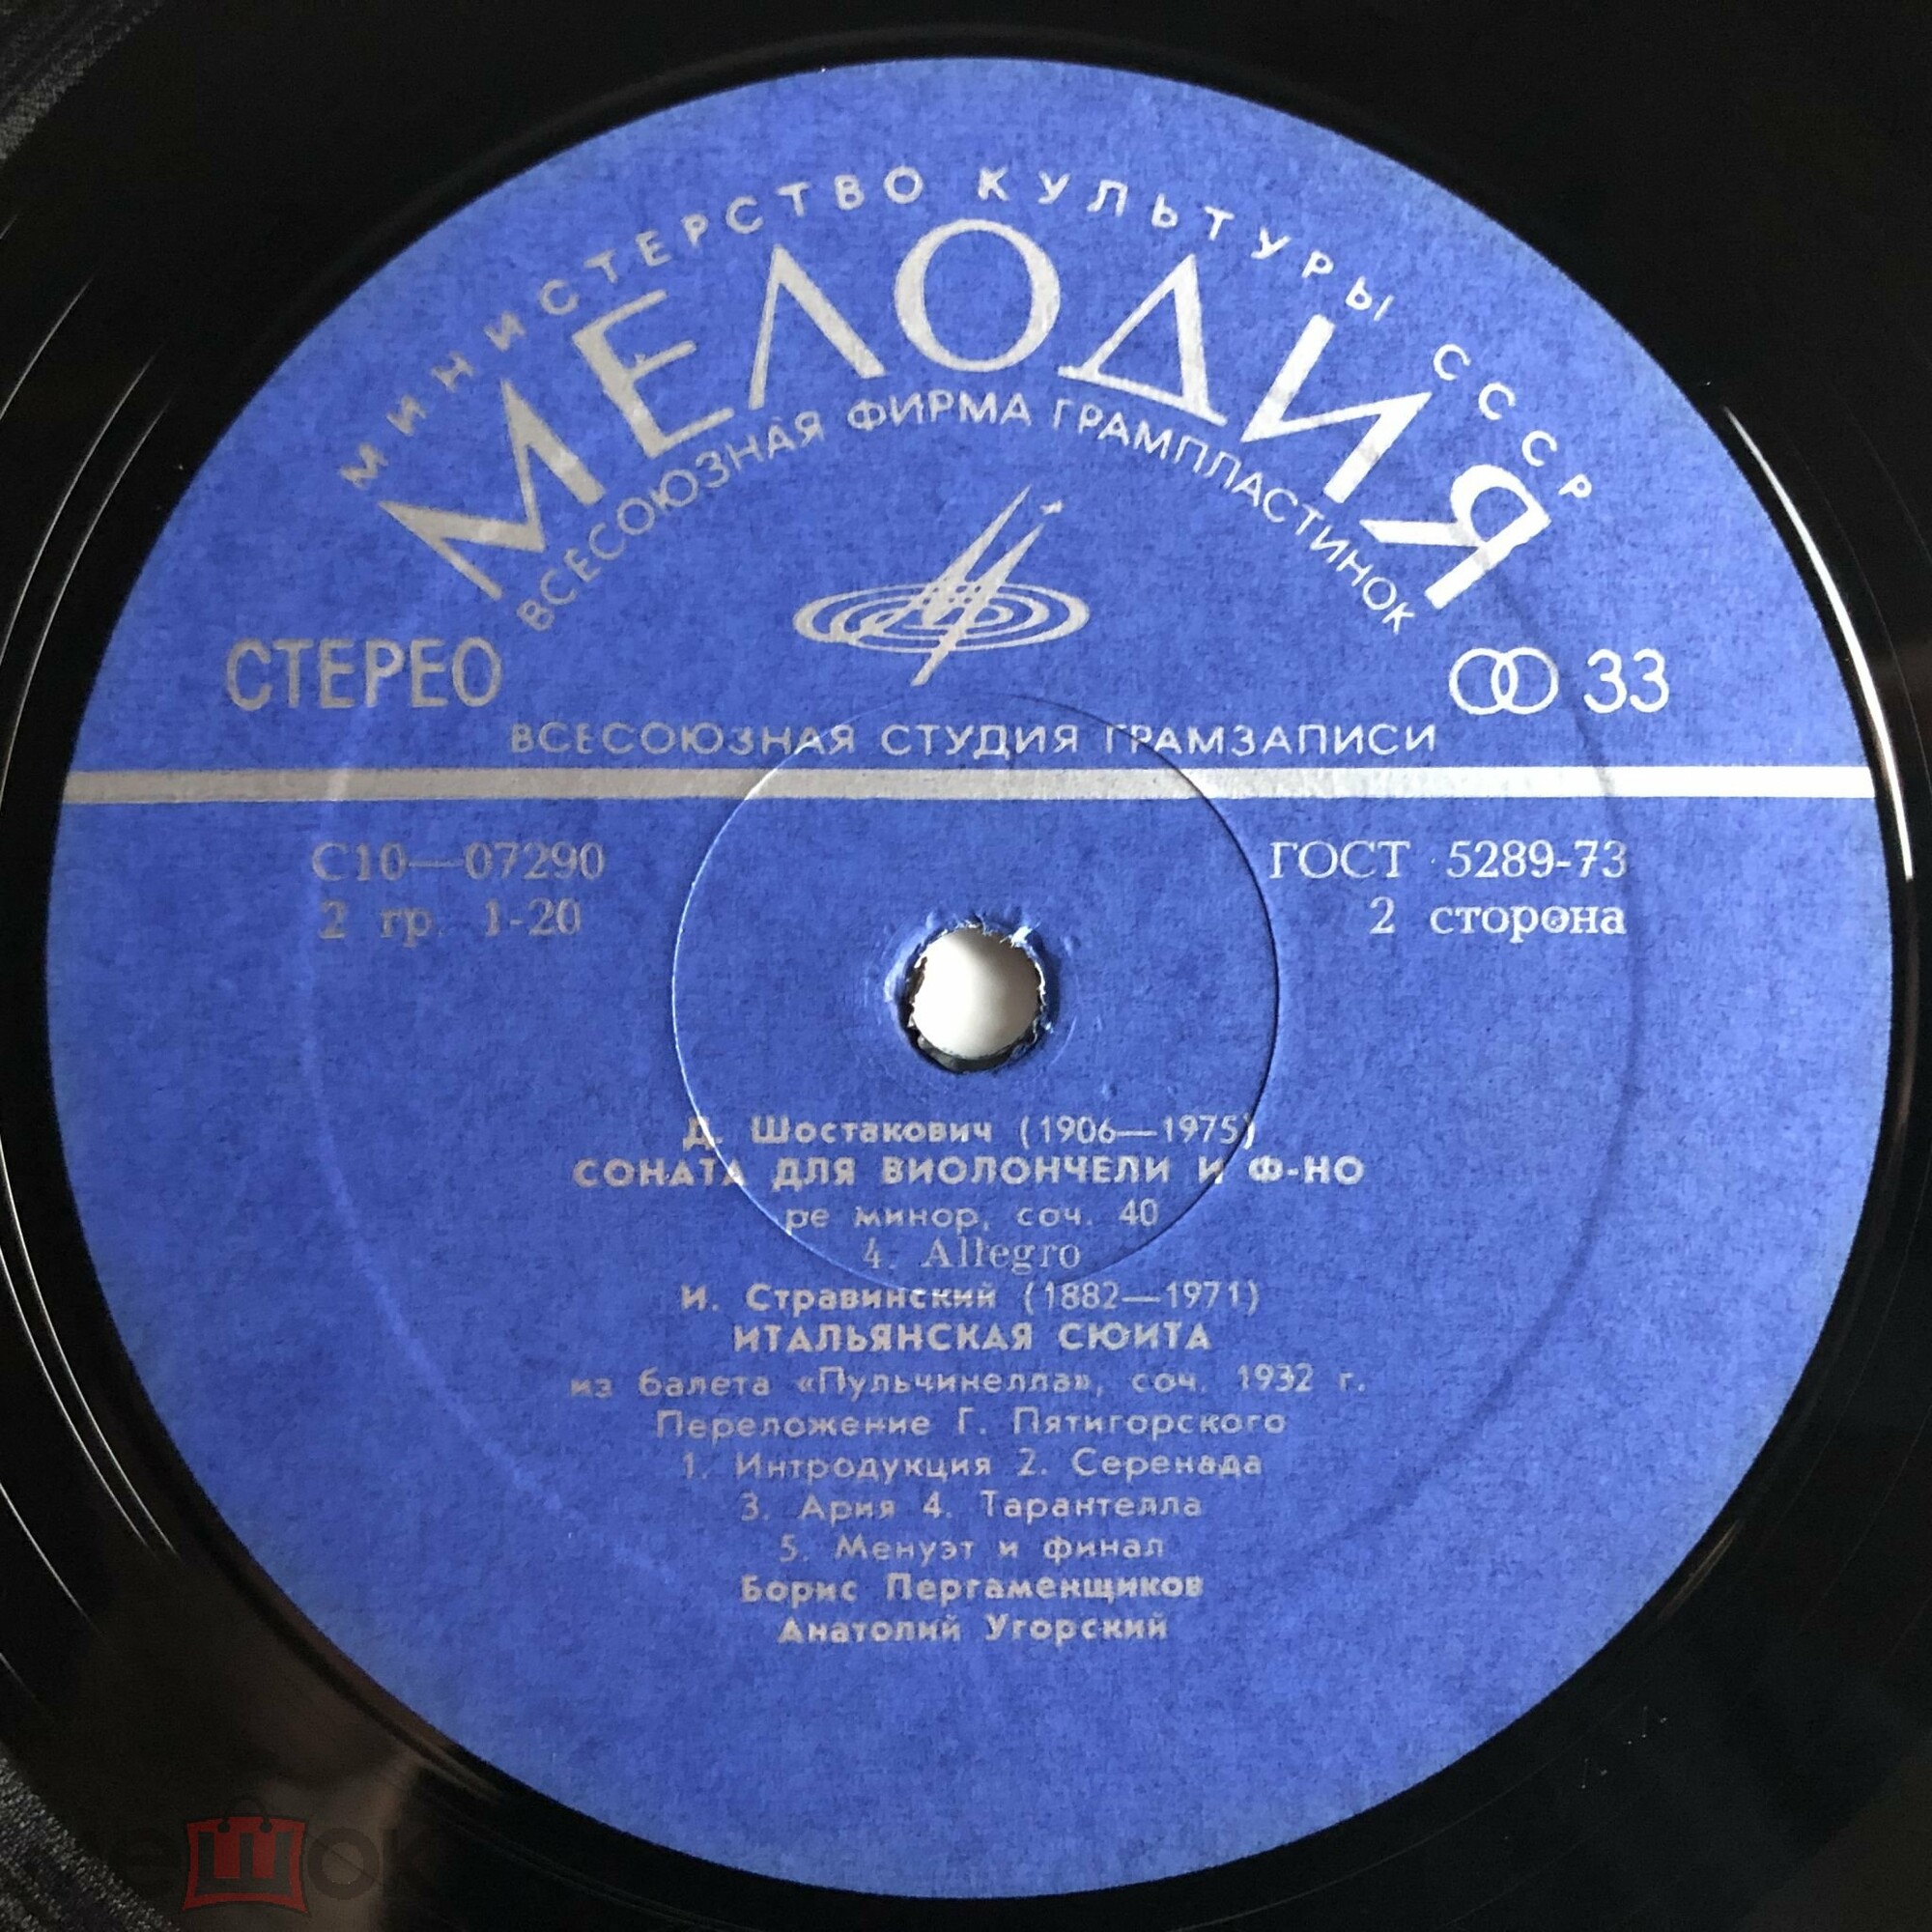 МИНИСТЕРСТВО КУЛЬТУРЫ СССР
МЕЛОДИЯ
ВСЕСОЮЗНАЯ ФИРМА ГРАМПЛАСТИНОК
СТЕРЕО
33
ВСЕСОЮЗНАЯ СТУДИЯ ГРАМЗАПИСИ
С10—07290
ГОСТ 5289-73
2 гр. 1-20
2 сторона
Д. Шостакович (1906—1975)
СОНАТА ДЛЯ ВИОЛОНЧЕЛИ И Ф-НО
ре минор, соч. 40
4. Allegro
И. Стравинский (1882—1971)
ИТАЛЬЯНСКАЯ СЮИТА
из балета «Пульчинелла», соч. 1932 г.
Переложение Г. Пятигорского
1. Интродукция 2. Серенада
3. Ария 4. Тарантелла
5. Менуэт и финал
Борис Пергаменщиков
Анатолий Угорский
ешок